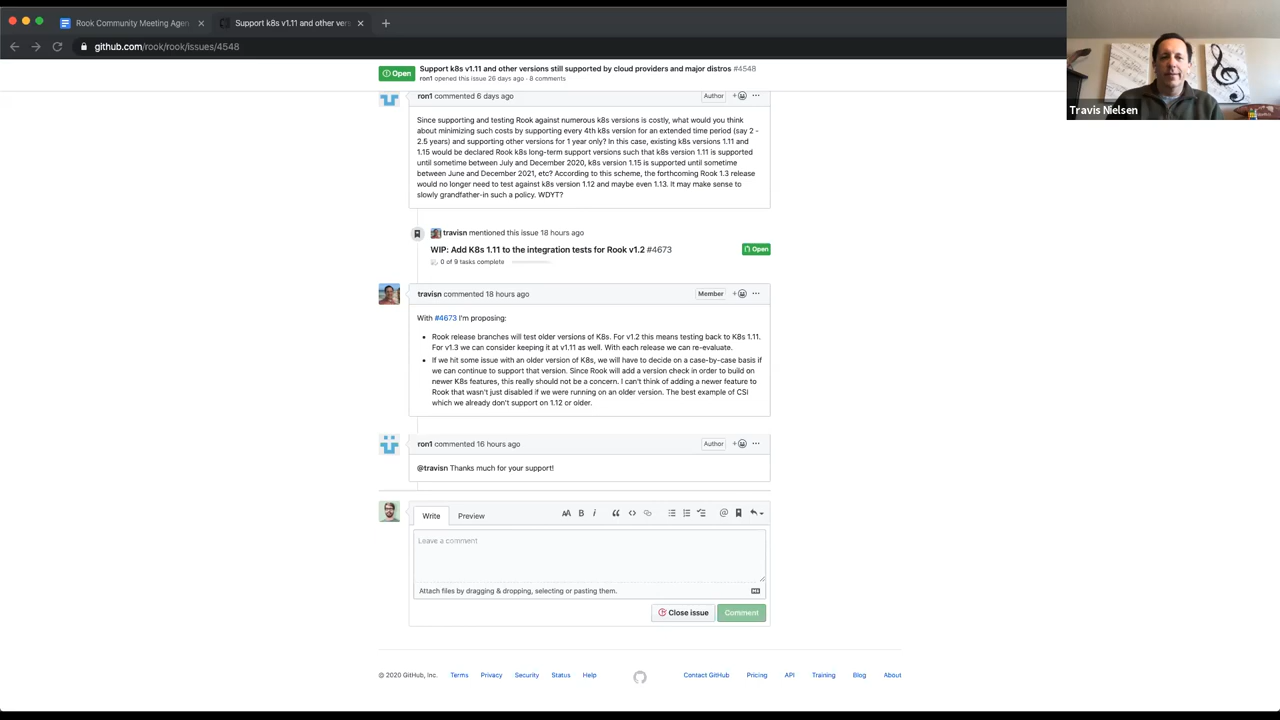 Rook Community Meeting Agen
Support k8s v1.11 and other ver
github.com/rook/rook/issues/4548
Travis Nielsen
Open
Support k8s v1.11 and other versions still supported by cloud providers and major distros #4548
ron1 opened this issue 26 days ago · 8 comments
ron1 commented 6 days ago
Author
Since supporting and testing Rook against numerous k8s versions is costly, what would you think
about minimizing such costs by supporting every 4th k8s version for an extended time period (say 2 -
2.5 years) and supporting other versions for 1 year only? In this case, existing k8s versions 1.11 and
1.15 would be declared Rook k8s long-term support versions such that k8s version 1.11 is supported
until sometime between July and December 2020, k8s version 1.15 is supported until sometime
between June and December 2021, etc? According to this scheme, the forthcoming Rook 1.3 release
would no longer need to test against k8s version 1.12 and maybe even 1.13. It may make sense to
slowly grandfather-in such a policy. WDYT?
travisn mentioned this issue 18 hours ago
WIP: Add K8s 1.11 to the integration tests for Rook v1.2 #4673
Open
0 of 9 tasks complete
travisn commented 18 hours ago
Member
With #4673 I'm proposing:
• Rook release branches will test older versions of K8s. For v1.2 this means testing back to K8s 1.11.
For v1.3 we can consider keeping it at v1.11 as well. With each release we can re-evaluate.
• If we hit some issue with an older version of K8s, we will have to decide on a case-by-case basis if
we can continue to support that version. Since Rook will add a version check in order to build on
newer K8s features, this really should not be a concern. I can't think of adding a newer feature to
Rook that wasn't just disabled if we were running on an older version. The best example of CSI
which we already don't support on 1.12 or older.
ron1 commented 16 hours ago
Author
@travisn Thanks much for your support!
Write
Preview
Leave a comment
Attach files by dragging & dropping, selecting or pasting them.
Close issue
Comment
© 2020 GitHub, Inc.
Terms
Privacy
Security
Status
Help
Contact GitHub
Pricing
API
Training
Blog
About